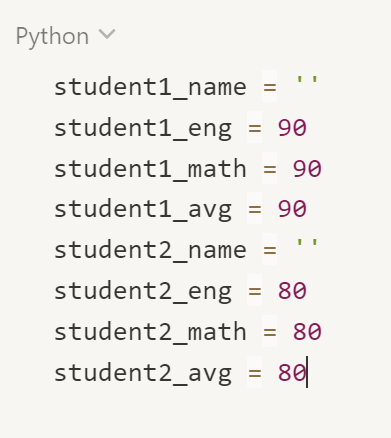 Python
student1_name = ''
student1_eng = 90
student1_math = 90
student1_avg = 90
student2_name = ''
student2_eng = 80
student2_math = 80
student2_avg = 80